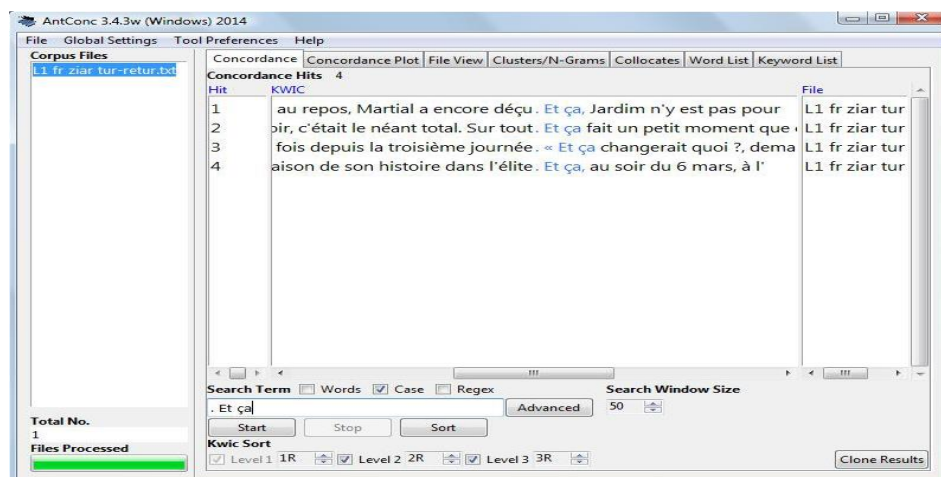 AntConc 3.4.3w (Windows) 2014
File Global Settings Tool Preferences Help
Corpus Files
L1 fr ziar tur-retur.txt
Concordance Concordance Plot File View Clusters/N-Grams Collocates Word List Keyword List
Concordance Hits 4
Hit KWIC File
1 au repos, Martial a encore déçu. Et ça, Jardim n'y est pas pour L1 fr ziar tur
2 oir, c'était le néant total. Sur tout. Et ça fait un petit moment que L1 fr ziar tur
3 fois depuis la troisième journée. « Et ça changerait quoi ?, dema L1 fr ziar tur
4 aison de son histoire dans l'élite. Et ça, au soir du 6 mars, à l' L1 fr ziar tur
Search Term Words Case Regex Search Window Size
. Et ça Advanced 50
Total No.
1
Start Stop Sort
Files Processed
Kwic Sort
Level 1 1R Level 2 2R Level 3 3R Clone Results